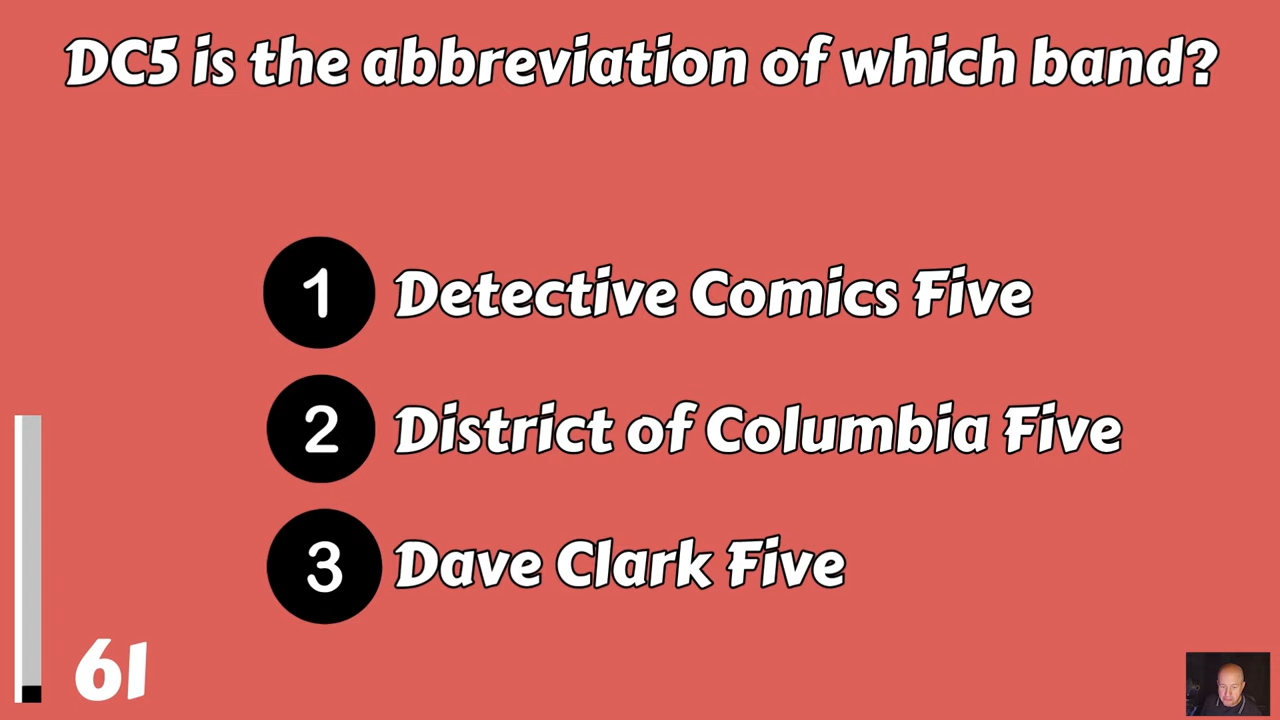 DC5 is the abbreviation of which band?
1 Detective Comics Five
2 District of Columbia Five
3 Dave Clark Five
61